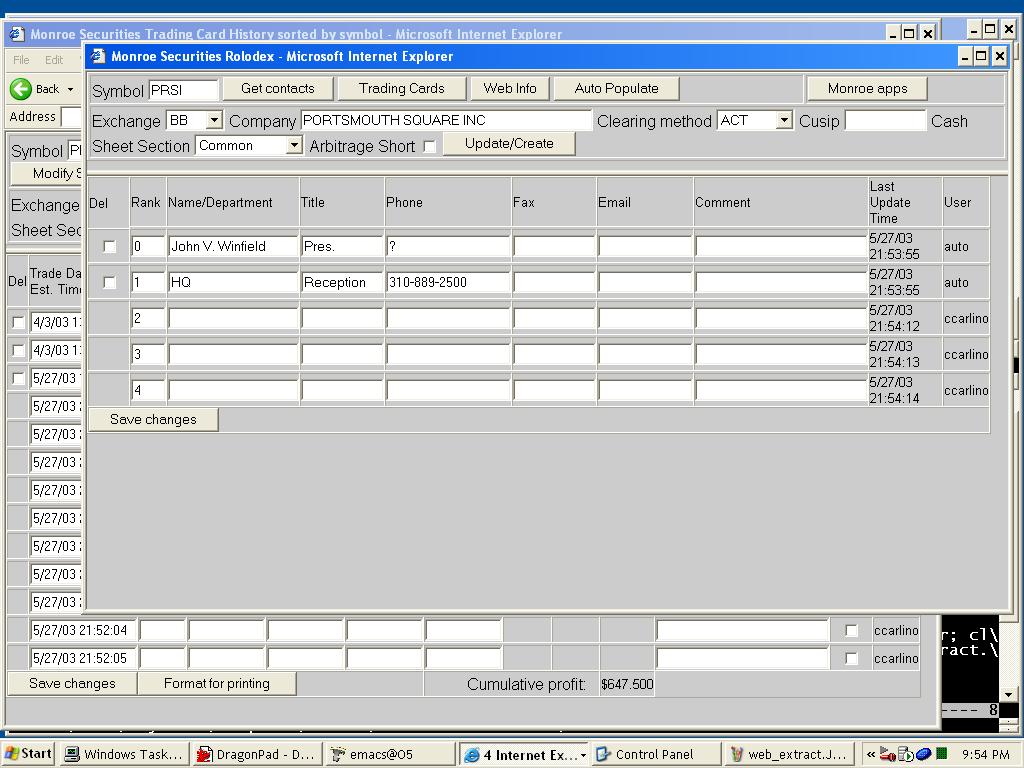 Monroe Securities Trading Card History sorted by symbol - Microsoft Internet Explorer
Monroe Securities Rolodex - Microsoft Internet Explorer
File Edit
Back
Address
Symbol
Modify
Exchange
Sheet
Symbol PRSI Get contacts Trading Cards Web Info Auto Populate Monroe apps
Exchange BB Company PORTSMOUTH SQUARE INC Clearing method ACT Cusip Cash
Sheet Section Common Arbitrage Short Update/Create
Del Rank Name/Department Title Phone Fax Email Comment Last Update Time User
0 John V. Winfield Pres. ? 5/27/03 21:53:55 auto
1 HQ Reception 310-889-2500 5/27/03 21:53:55 auto
2 5/27/03 21:54:12 ccarlino
3 5/27/03 21:54:13 ccarlino
4 5/27/03 21:54:14 ccarlino
Save changes
Del Trade
Est.
4/3/03
4/3/03
5/27/03
5/27/03
5/27/03
5/27/03
5/27/03
5/27/03
5/27/03
5/27/03
5/27/03
5/27/03 21:52:04 ccarlino
5/27/03 21:52:05 ccarlino
Save changes Format for printing Cumulative profit: $647.500
r; cl\
ract.\
---- 8
Start Windows Task... DragonPad - D... emacs@O5 4 Internet Ex... Control Panel web_extract.J... « 9:54 PM